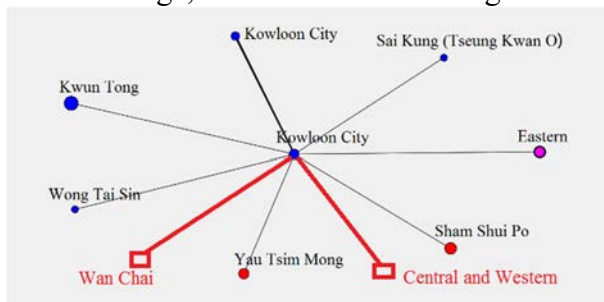 Kowloon City
Sai Kung (Tseung Kwan O)
Kwun Tong
Kowloon City
Eastern
Wong Tai Sin
Sham Shui Po
Yau Tsim Mong
Wan Chai
Central and Western